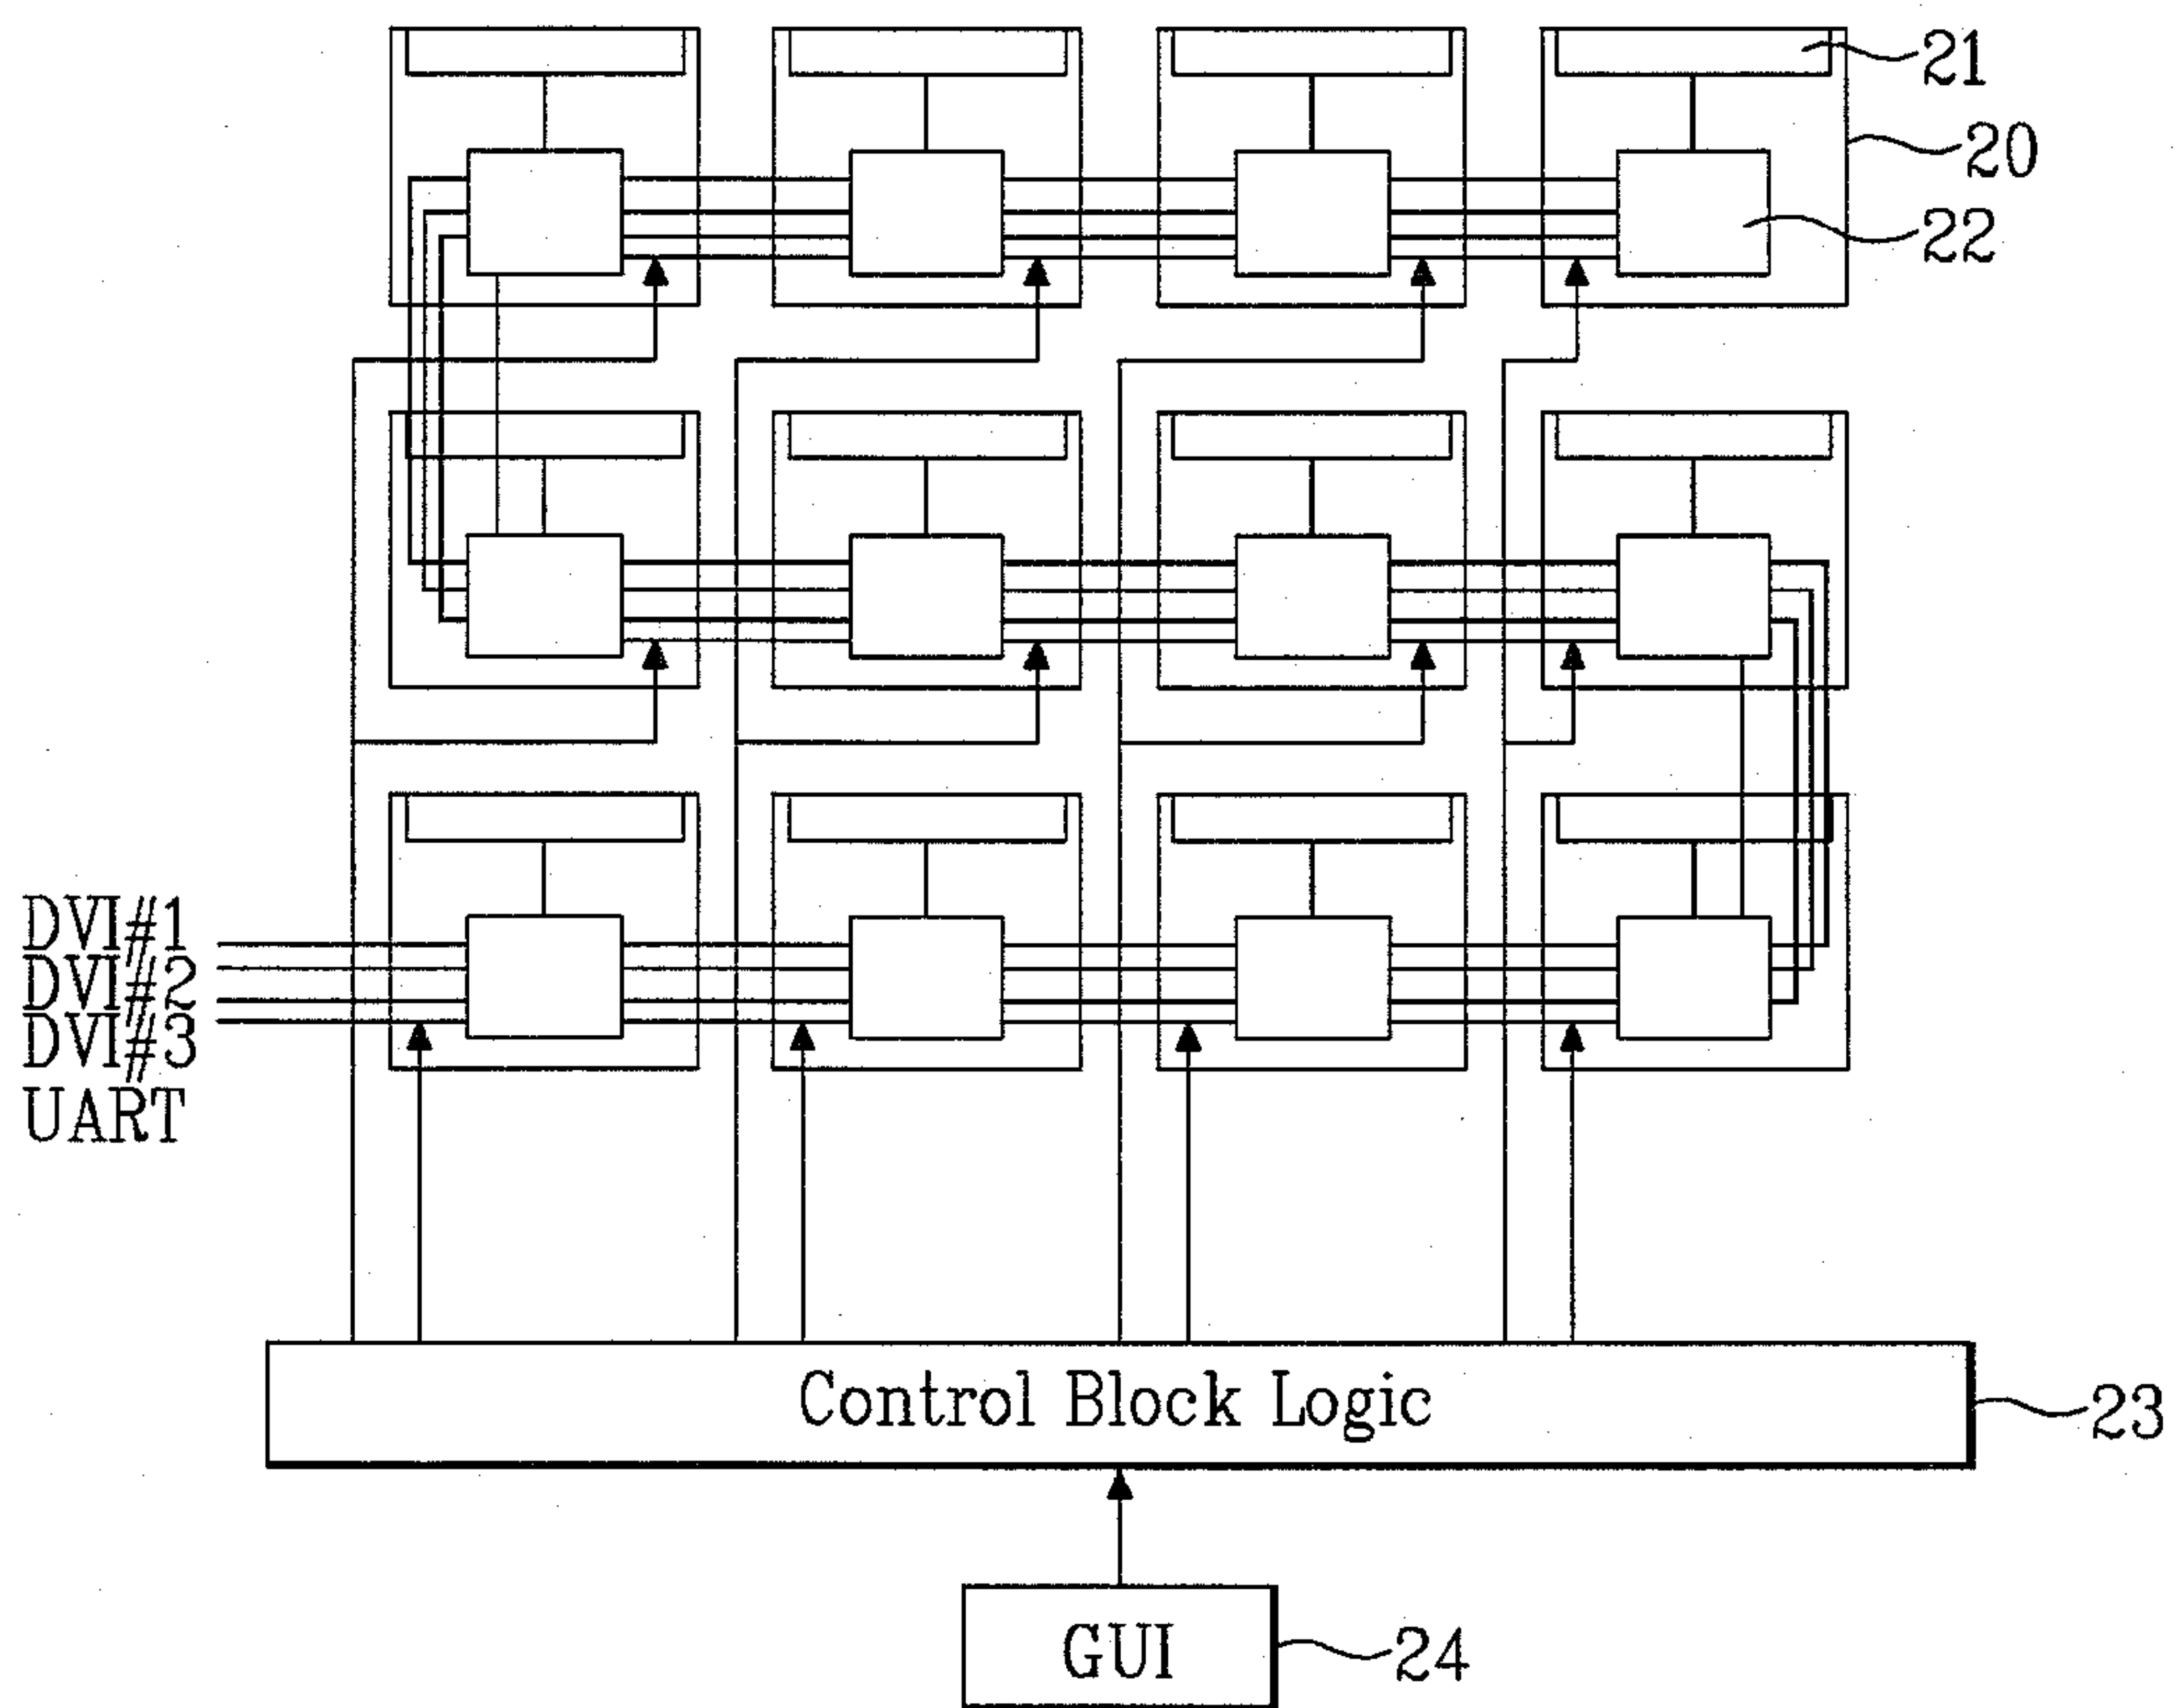 21
20
22
DVI#1
DVI#2
DVI#3
UART
Control Block Logic
23
GUI
24